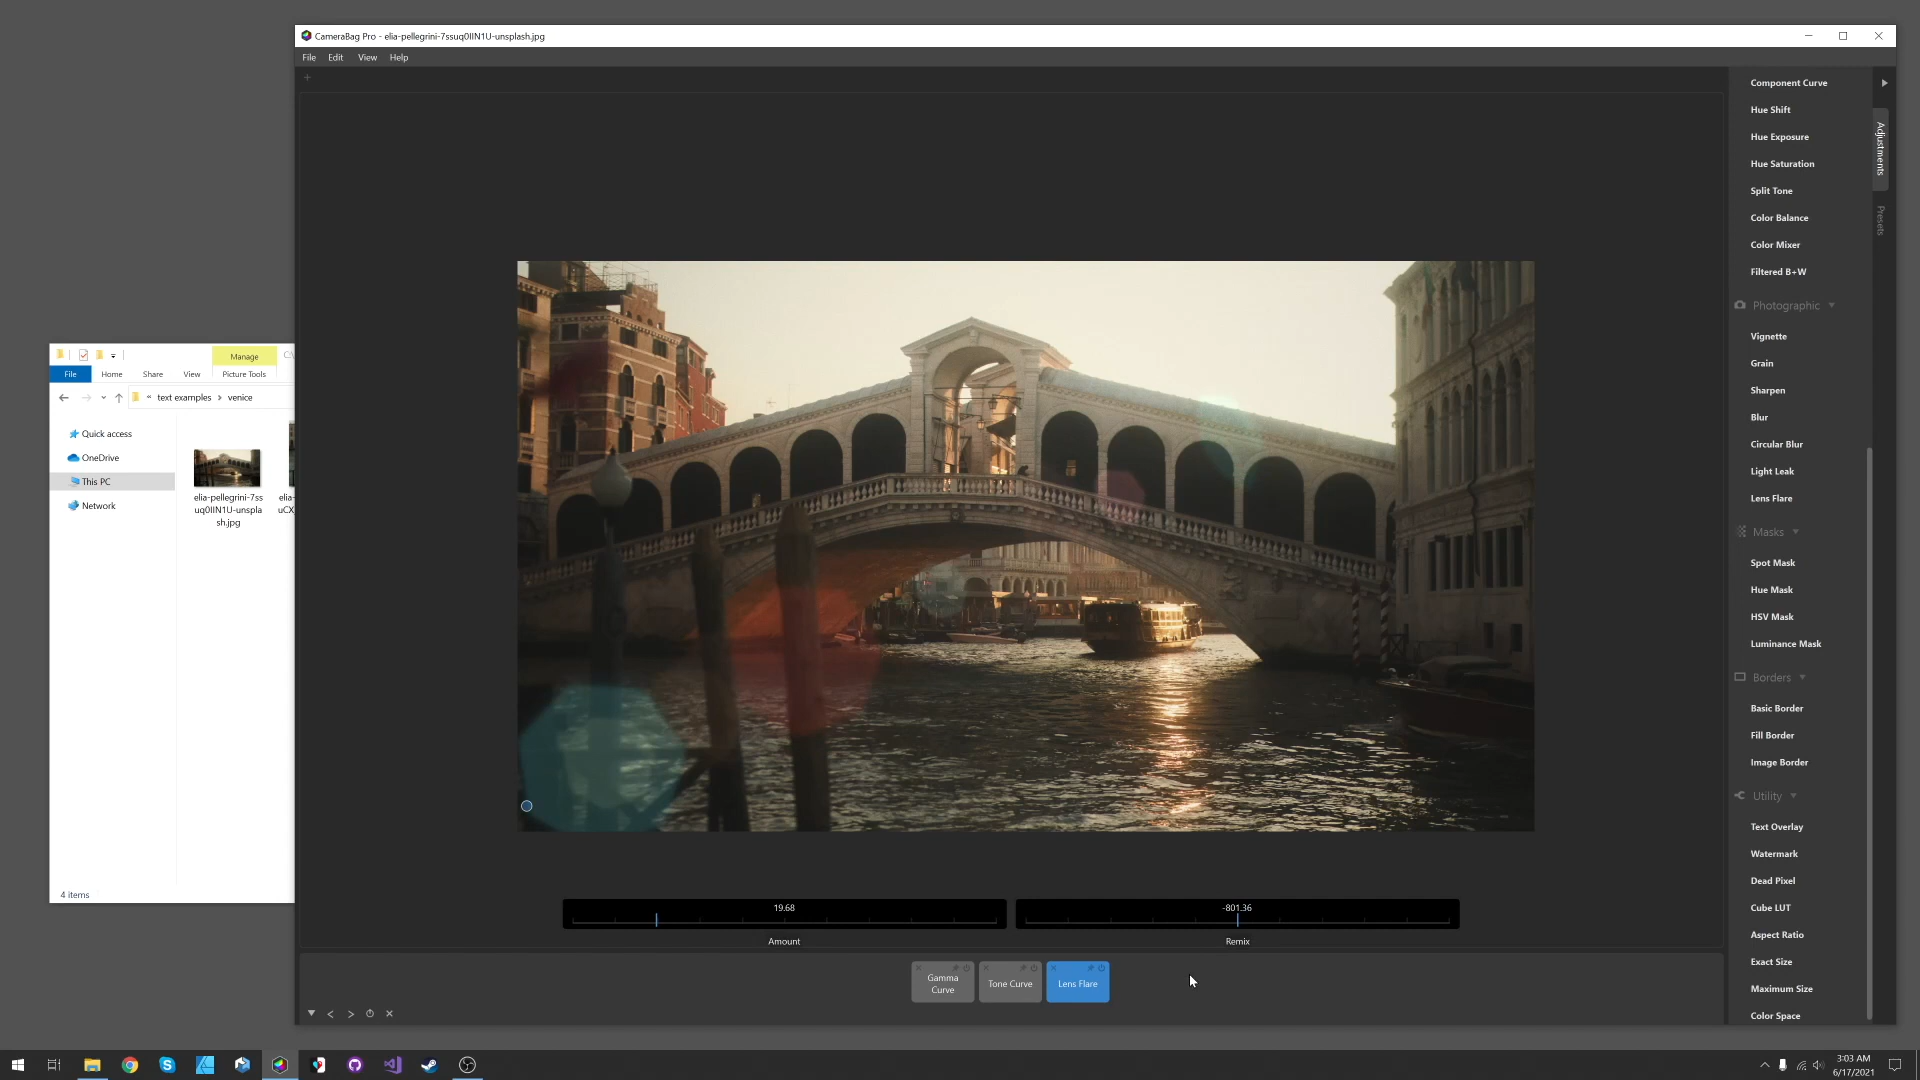 CameraBag Pro - elia-pellegrini-7ssuq0IIN1U-unsplash.jpg
File Edit View Help
Component Curve
Hue Shift
Hue Exposure
Hue Saturation
Split Tone
Color Balance
Color Mixer
Filtered B+W
Photographic
Vignette
Grain
Sharpen
Blur
Circular Blur
Light Leak
Lens Flare
Masks
Spot Mask
Hue Mask
HSV Mask
Luminance Mask
Borders
Basic Border
Fill Border
Image Border
Utility
Text Overlay
Watermark
Dead Pixel
Cube LUT
Aspect Ratio
Exact Size
Maximum Size
Color Space
Adjustments
Presets
Manage
C:\
File Home Share View Picture Tools
« text examples > venice
Quick access
OneDrive
This PC
Network
elia-pellegrini-7ss
uq0IIN1U-unspla
sh.jpg
elia-
uCX
4 items
19.68
Amount
-801.36
Remix
Gamma
Curve
Tone Curve
Lens Flare
3:03 AM
6/17/2021